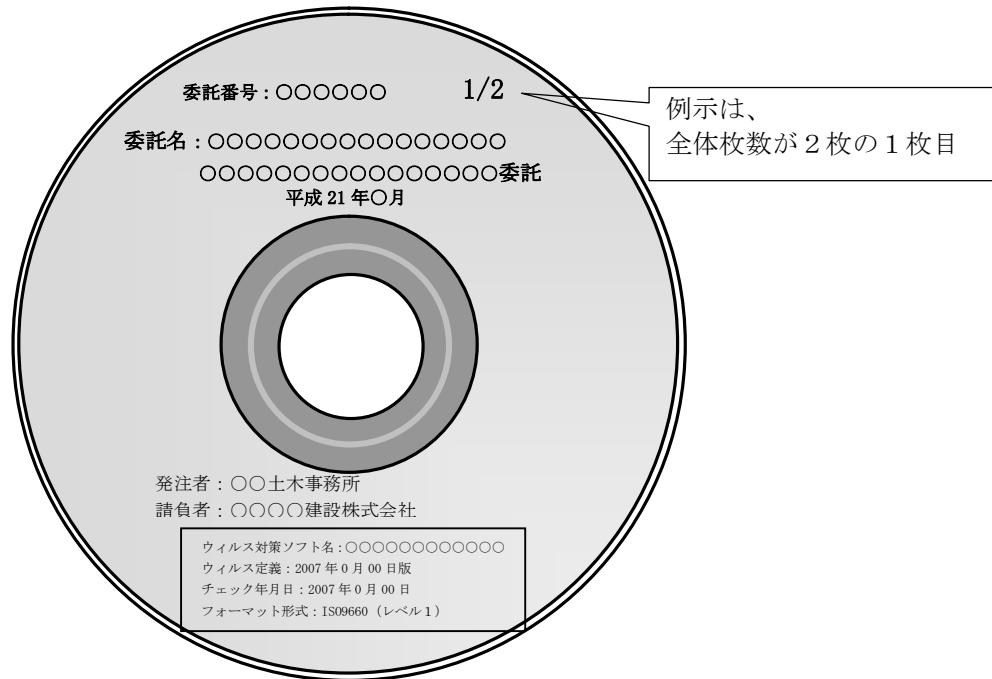 委託番号：○○○○○○ 1/2
委託名：○○○○○○○○○○○○○○○○
○○○○○○○○○○○○○○○○委託
平成 21 年○月
例示は、
全体枚数が２枚の１枚目
発注者：○○土木事務所
請負者：○○○○建設株式会社
ウィルス対策ソフト名：○○○○○○○○○○○○
ウィルス定義：2007 年 0 月 00 日版
チェック年月日：2007 年 0 月 00 日
フォーマット形式：ISO9660（レベル１）